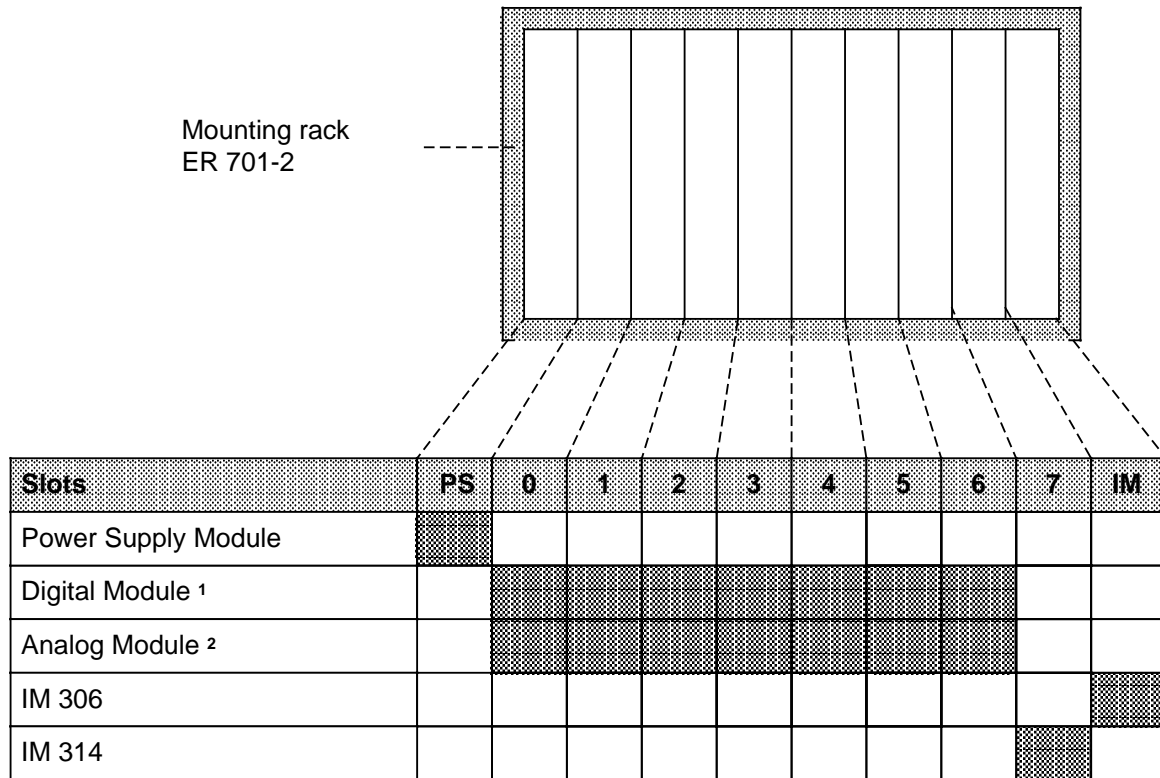 Mounting rack
ER 701-2
Slots PS 0 1 2 3 4 5 6 7 IM
Power Supply Module
Digital Module 1
Analog Module 2
IM 306
IM 314